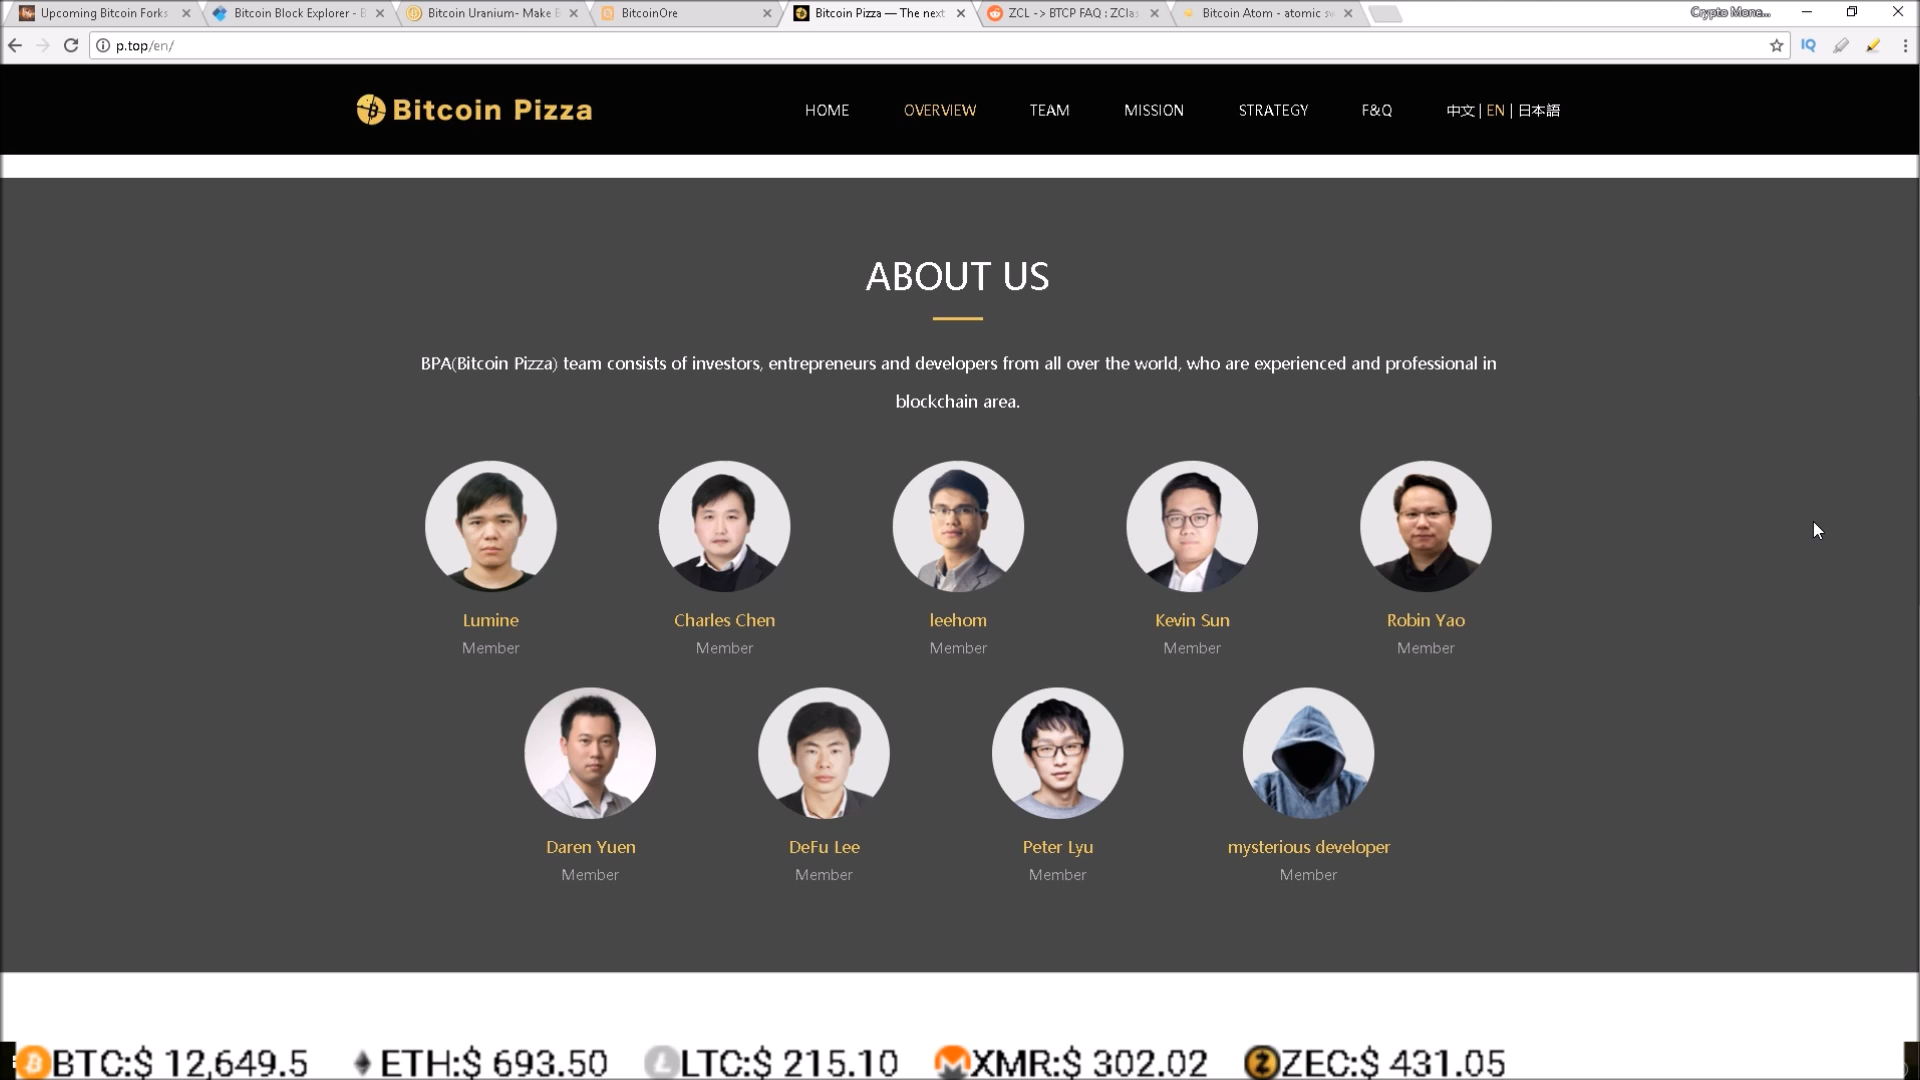 Upcoming Bitcoin Forks
Bitcoin Block Explorer -
Bitcoin Uranium- Make
BitcoinOre
Bitcoin Pizza — The next
ZCL -> BTCP FAQ : ZClas
Bitcoin Atom - atomic
Crypto Mone...
p.top/en/
IQ
Bitcoin Pizza
HOME
OVERVIEW
TEAM
MISSION
STRATEGY
F&Q
中文 | EN | 日本語
ABOUT US
BPA(Bitcoin Pizza) team consists of investors, entrepreneurs and developers from all over the world, who are experienced and professional in
blockchain area.
Lumine
Member
Charles Chen
Member
leehom
Member
Kevin Sun
Member
Robin Yao
Member
Daren Yuen
Member
DeFu Lee
Member
Peter Lyu
Member
mysterious developer
Member
BTC:$ 12,649.5
ETH:$ 693.50
LTC:$ 215.10
XMR:$ 302.02
ZEC:$ 431.05